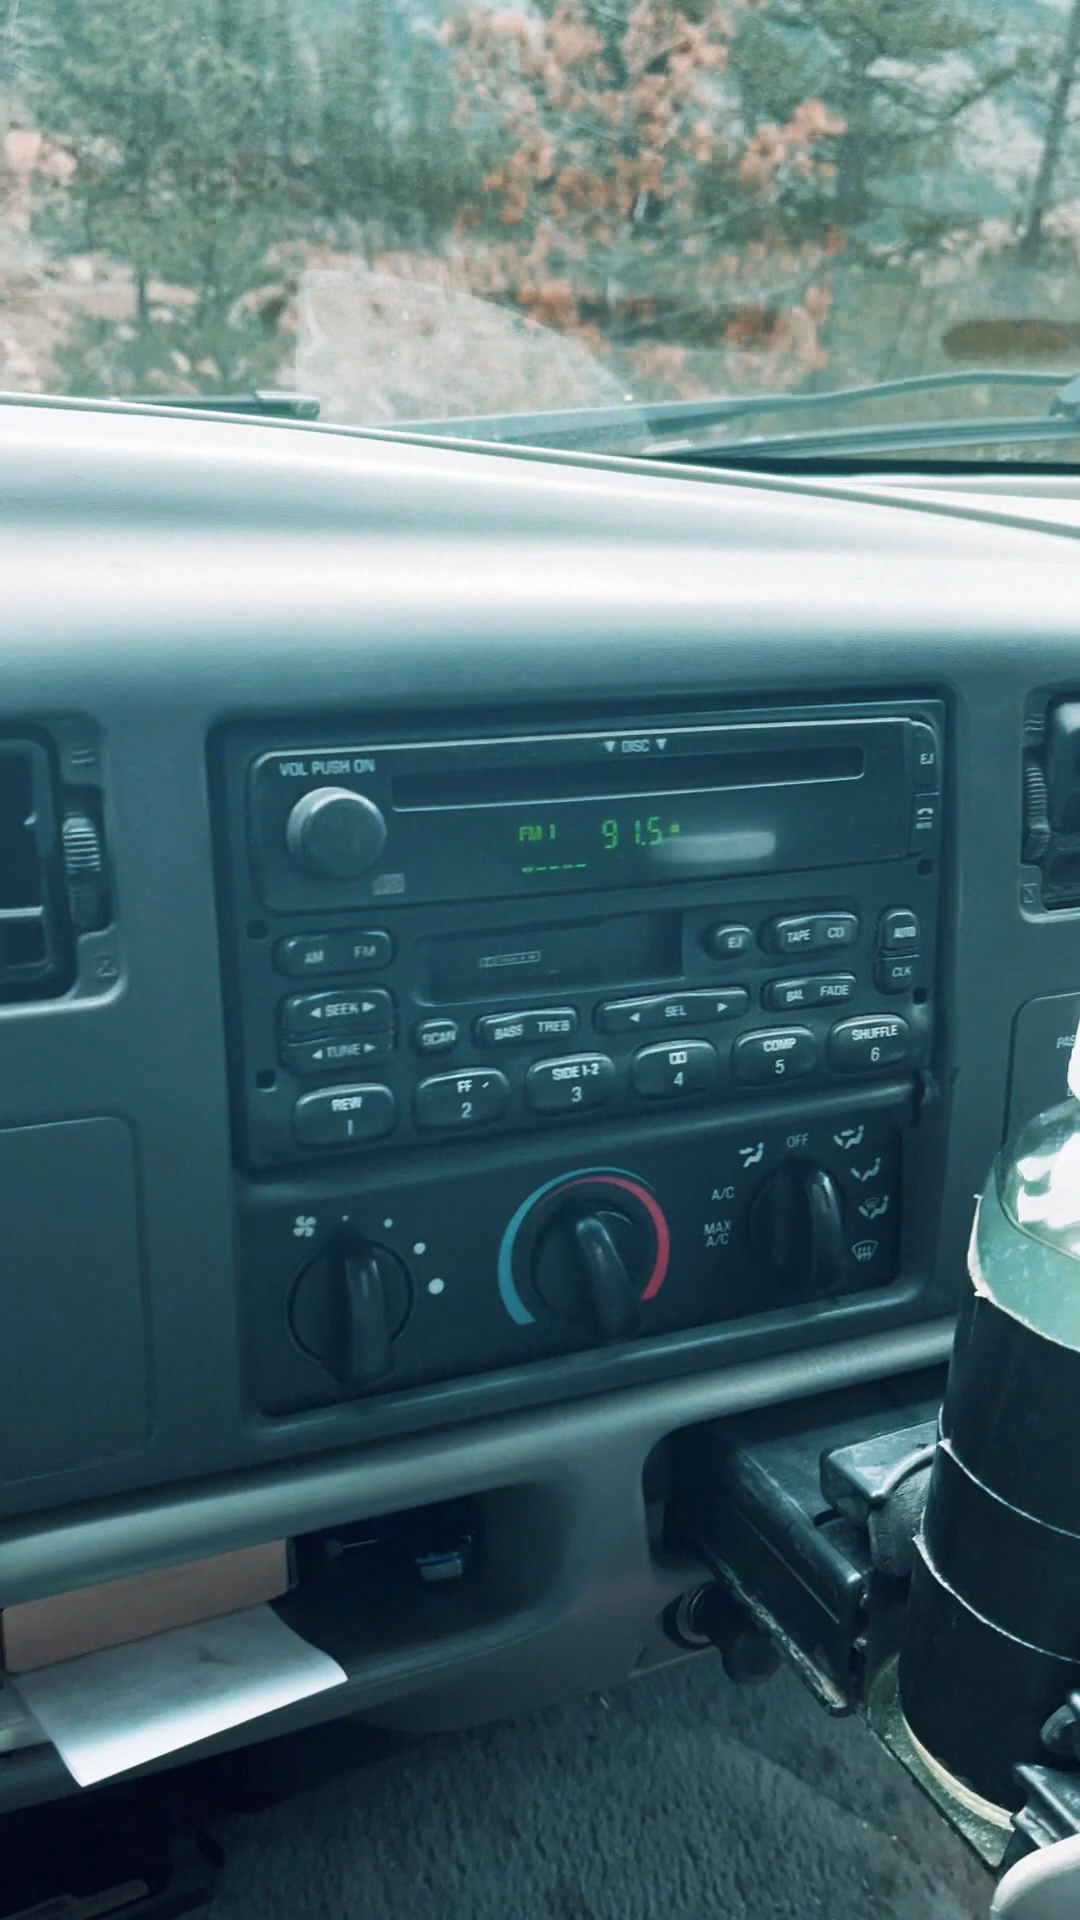 ▼ DISC ▼
VOL PUSH ON
EJ
MUTE
FM 1 91.5
AM FM
EJ
TAPE CD
AUTO
CLK
◀ SEEK ▶
◀ TUNE ▶
SCAN
BASS TREB
◀ SEL ▶
BAL FADE
REW
1
FF
2
SIDE 1-2
3
4
COMP
5
SHUFFLE
6
OFF
A/C
MAX
A/C